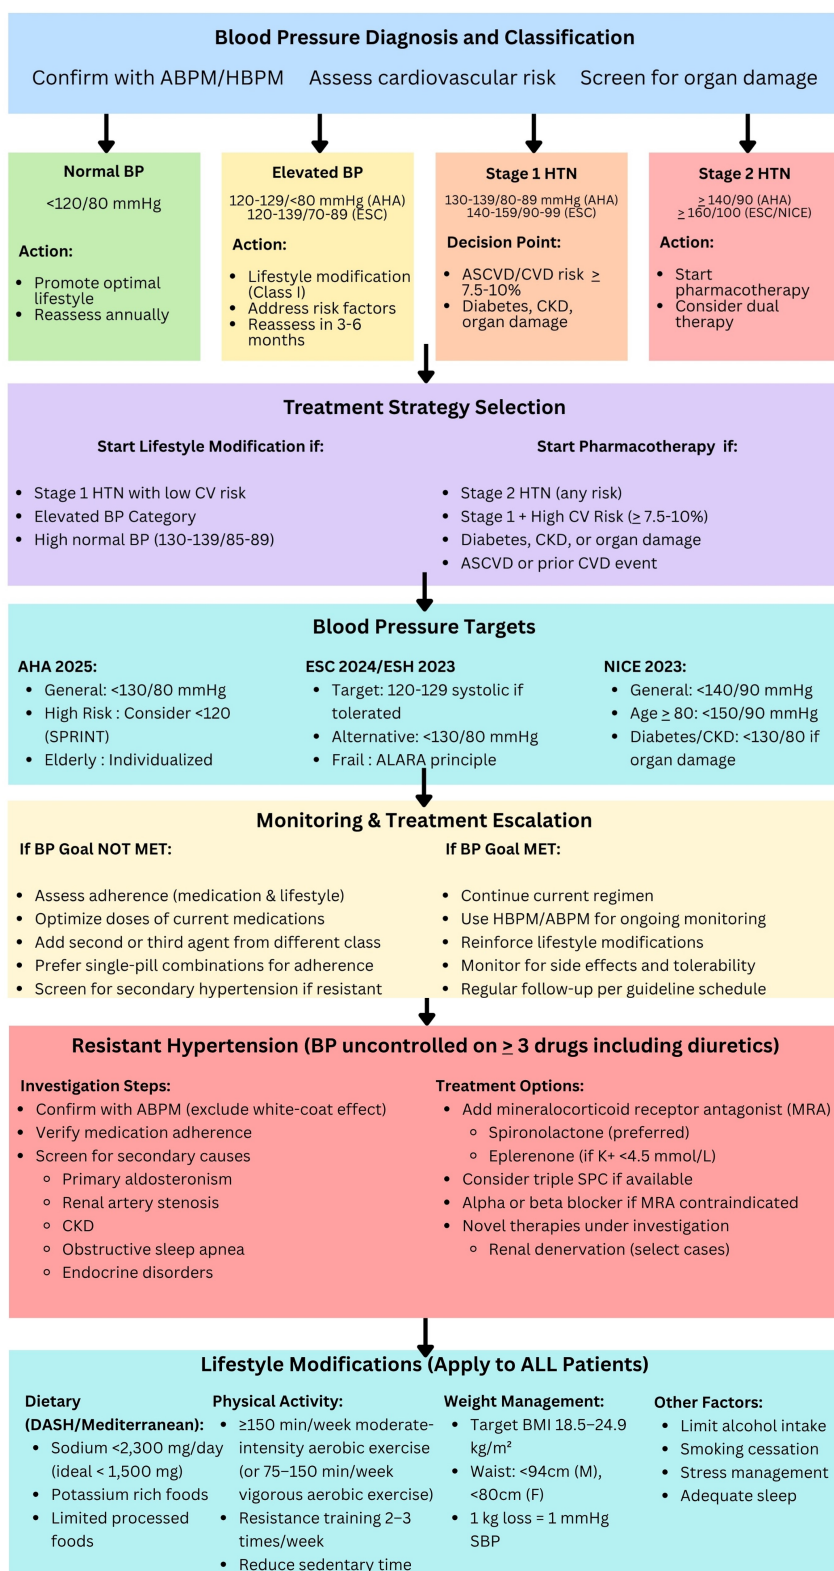 Blood Pressure Diagnosis and Classification
Confirm with ABPM/HBPM Assess cardiovascular risk Screen for organ damage
Normal BP
<120/80 mmHg
Action:
• Promote optimal
lifestyle
• Reassess annually
Elevated BP
120-129/<80 mmHg (AHA)
120-139/70-89 (ESC)
Action:
• Lifestyle modification
(Class I)
• Address risk factors
• Reassess in 3-6
months
Stage 1 HTN
130-139/80-89 mmHg (AHA)
140-159/90-99 (ESC)
Decision Point:
• ASCVD/CVD risk ≥
7.5-10%
• Diabetes, CKD,
organ damage
Stage 2 HTN
≥ 140/90 (AHA)
≥ 160/100 (ESC/NICE)
Action:
• Start
pharmacotherapy
• Consider dual
therapy
Treatment Strategy Selection
Start Lifestyle Modification if:
• Stage 1 HTN with low CV risk
• Elevated BP Category
• High normal BP (130-139/85-89)
Start Pharmacotherapy if:
• Stage 2 HTN (any risk)
• Stage 1 + High CV Risk (≥ 7.5-10%)
• Diabetes, CKD, or organ damage
• ASCVD or prior CVD event
Blood Pressure Targets
AHA 2025:
• General: <130/80 mmHg
• High Risk : Consider <120
(SPRINT)
• Elderly : Individualized
ESC 2024/ESH 2023
• Target: 120-129 systolic if
tolerated
• Alternative: <130/80 mmHg
• Frail : ALARA principle
NICE 2023:
• General: <140/90 mmHg
• Age ≥ 80: <150/90 mmHg
• Diabetes/CKD: <130/80 if
organ damage
Monitoring & Treatment Escalation
If BP Goal NOT MET:
• Assess adherence (medication & lifestyle)
• Optimize doses of current medications
• Add second or third agent from different class
• Prefer single-pill combinations for adherence
• Screen for secondary hypertension if resistant
If BP Goal MET:
• Continue current regimen
• Use HBPM/ABPM for ongoing monitoring
• Reinforce lifestyle modifications
• Monitor for side effects and tolerability
• Regular follow-up per guideline schedule
Resistant Hypertension (BP uncontrolled on ≥ 3 drugs including diuretics)
Investigation Steps:
• Confirm with ABPM (exclude white-coat effect)
• Verify medication adherence
• Screen for secondary causes
◦ Primary aldosteronism
◦ Renal artery stenosis
◦ CKD
◦ Obstructive sleep apnea
◦ Endocrine disorders
Treatment Options:
• Add mineralocorticoid receptor antagonist (MRA)
◦ Spironolactone (preferred)
◦ Eplerenone (if K+ <4.5 mmol/L)
• Consider triple SPC if available
• Alpha or beta blocker if MRA contraindicated
• Novel therapies under investigation
◦ Renal denervation (select cases)
Lifestyle Modifications (Apply to ALL Patients)
Dietary
(DASH/Mediterranean):
• Sodium <2,300 mg/day
(ideal < 1,500 mg)
• Potassium rich foods
• Limited processed
foods
Physical Activity:
• ≥150 min/week moderate-
intensity aerobic exercise
(or 75–150 min/week
vigorous aerobic exercise)
• Resistance training 2–3
times/week
• Reduce sedentary time
Weight Management:
• Target BMI 18.5–24.9
kg/m²
• Waist: <94cm (M),
<80cm (F)
• 1 kg loss = 1 mmHg
SBP
Other Factors:
• Limit alcohol intake
• Smoking cessation
• Stress management
• Adequate sleep